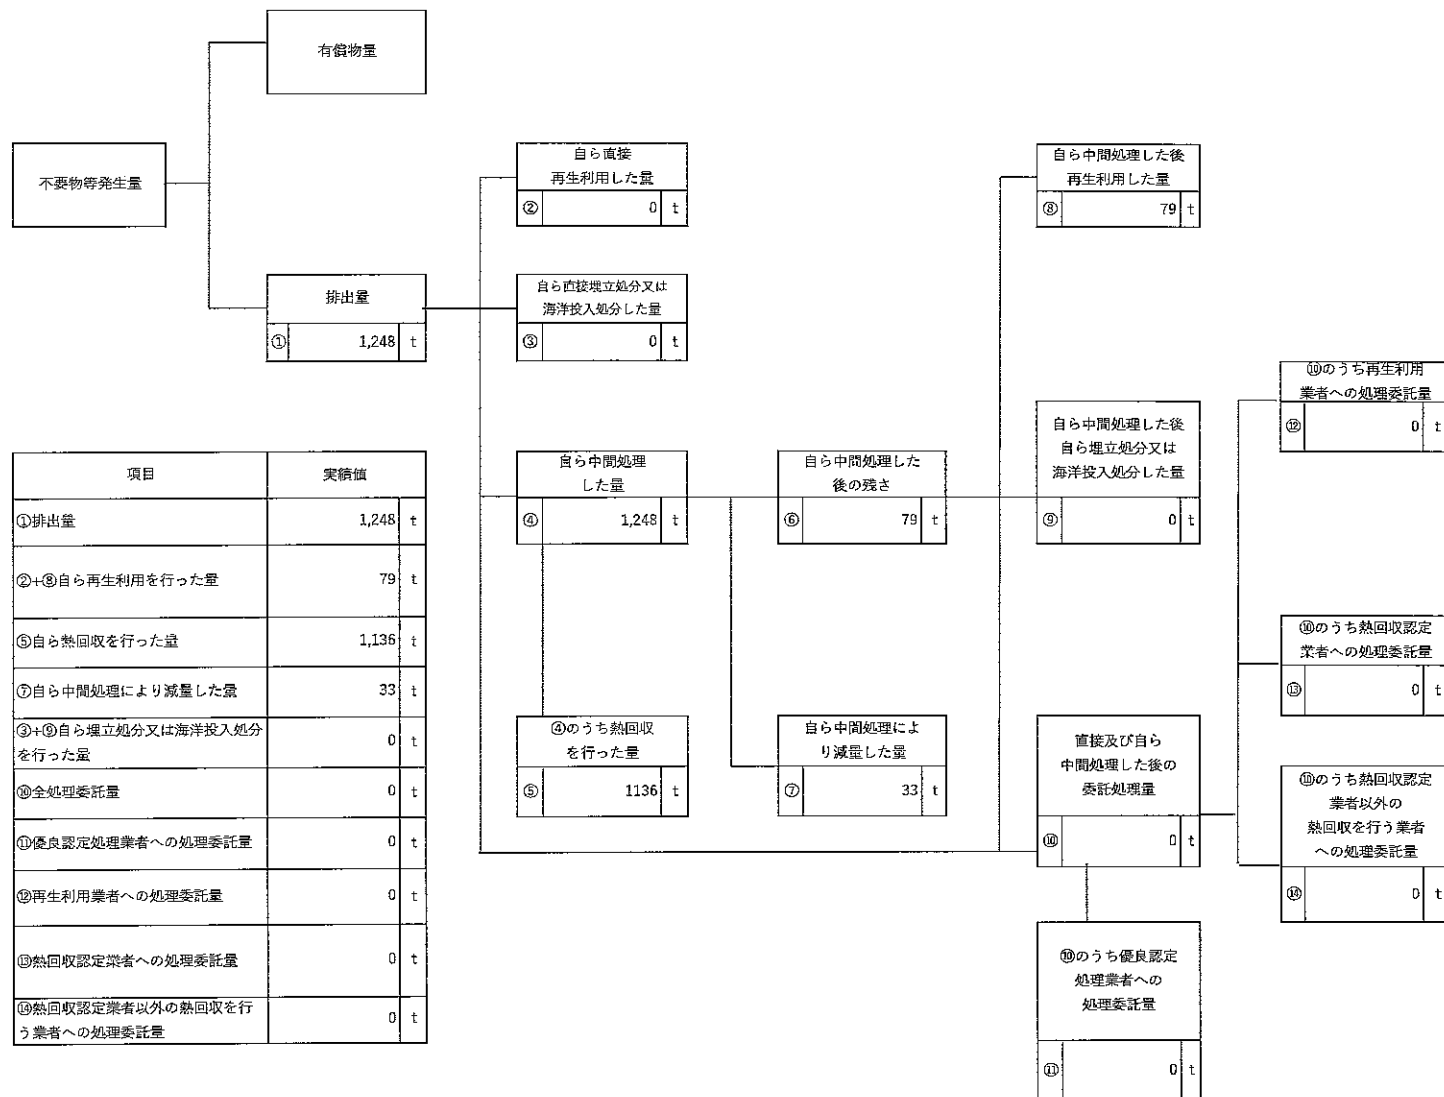 有償物量
不要物等発生量
排出量
① 1,248 t
自ら直接
再生利用した量
② 0 t
自ら直接埋立処分又は
海洋投入処分した量
③ 0 t
自ら中間処理
した量
④ 1,248 t
④のうち熱回収
を行った量
⑤ 1136 t
自ら中間処理した
後の残さ
⑥ 79 t
自ら中間処理によ
り減量した量
⑦ 33 t
自ら中間処理した後
再生利用した量
⑧ 79 t
自ら中間処理した後
自ら埋立処分又は
海洋投入処分した量
⑨ 0 t
直接及び自ら
中間処理した後の
委託処理量
⑩ 0 t
⑩のうち優良認定
処理業者への
処理委託量
⑪ 0 t
⑩のうち再生利用
業者への処理委託量
⑫ 0 t
⑩のうち熱回収認定
業者への処理委託量
⑬ 0 t
⑩のうち熱回収認定
業者以外の
熱回収を行う業者
への処理委託量
⑭ 0 t
項目 実績値
①排出量 1,248 t
②+⑧自ら再生利用を行った量 79 t
⑤自ら熱回収を行った量 1,136 t
⑦自ら中間処理により減量した量 33 t
③+⑨自ら埋立処分又は海洋投入処分
を行った量 0 t
⑩全処理委託量 0 t
⑪優良認定処理業者への処理委託量 0 t
⑫再生利用業者への処理委託量 0 t
⑬熱回収認定業者への処理委託量 0 t
⑭熱回収認定業者以外の熱回収を行
う業者への処理委託量 0 t